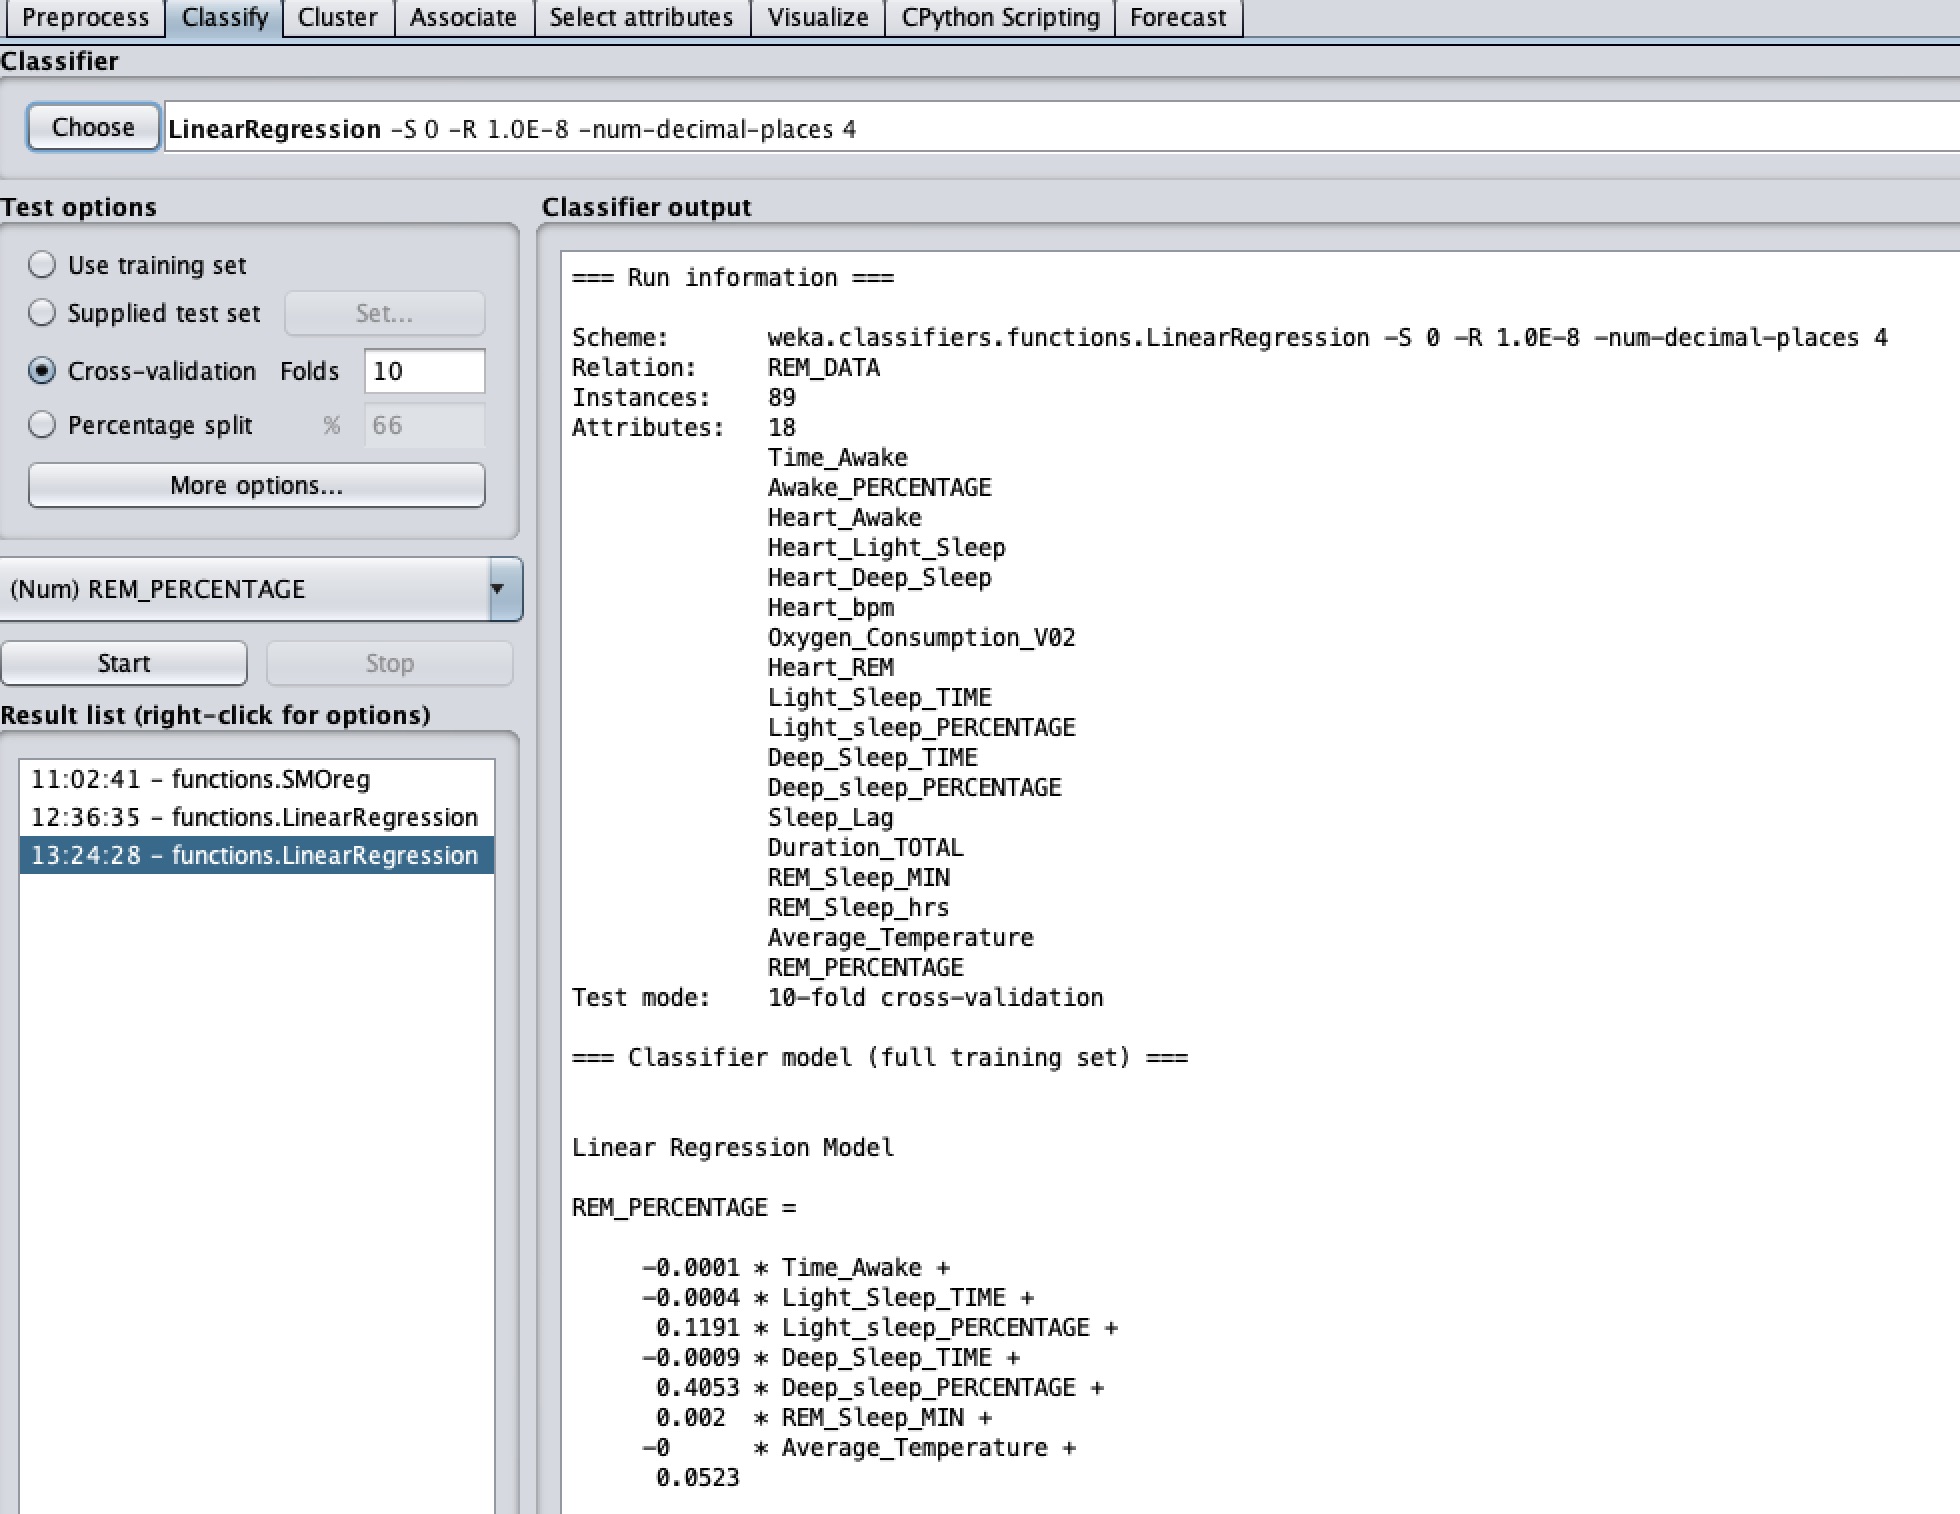 Preprocess Classify Cluster Associate Select attributes Visualize CPython Scripting Forecast
Classifier
Choose LinearRegression -S 0 -R 1.0E-8 -num-decimal-places 4
Test options
Use training set
Supplied test set Set...
Cross-validation Folds 10
Percentage split % 66
More options...
(Num) REM_PERCENTAGE
Start Stop
Result list (right-click for options)
11:02:41 - functions.SMOreg
12:36:35 - functions.LinearRegression
13:24:28 - functions.LinearRegression
Classifier output
=== Run information ===
Scheme: weka.classifiers.functions.LinearRegression -S 0 -R 1.0E-8 -num-decimal-places 4
Relation: REM_DATA
Instances: 89
Attributes: 18
Time_Awake
Awake_PERCENTAGE
Heart_Awake
Heart_Light_Sleep
Heart_Deep_Sleep
Heart_bpm
Oxygen_Consumption_V02
Heart_REM
Light_Sleep_TIME
Light_sleep_PERCENTAGE
Deep_Sleep_TIME
Deep_sleep_PERCENTAGE
Sleep_Lag
Duration_TOTAL
REM_Sleep_MIN
REM_Sleep_hrs
Average_Temperature
REM_PERCENTAGE
Test mode: 10-fold cross-validation
=== Classifier model (full training set) ===
Linear Regression Model
REM_PERCENTAGE =
-0.0001 * Time_Awake +
-0.0004 * Light_Sleep_TIME +
0.1191 * Light_sleep_PERCENTAGE +
-0.0009 * Deep_Sleep_TIME +
0.4053 * Deep_sleep_PERCENTAGE +
0.002 * REM_Sleep_MIN +
-0 * Average_Temperature +
0.0523